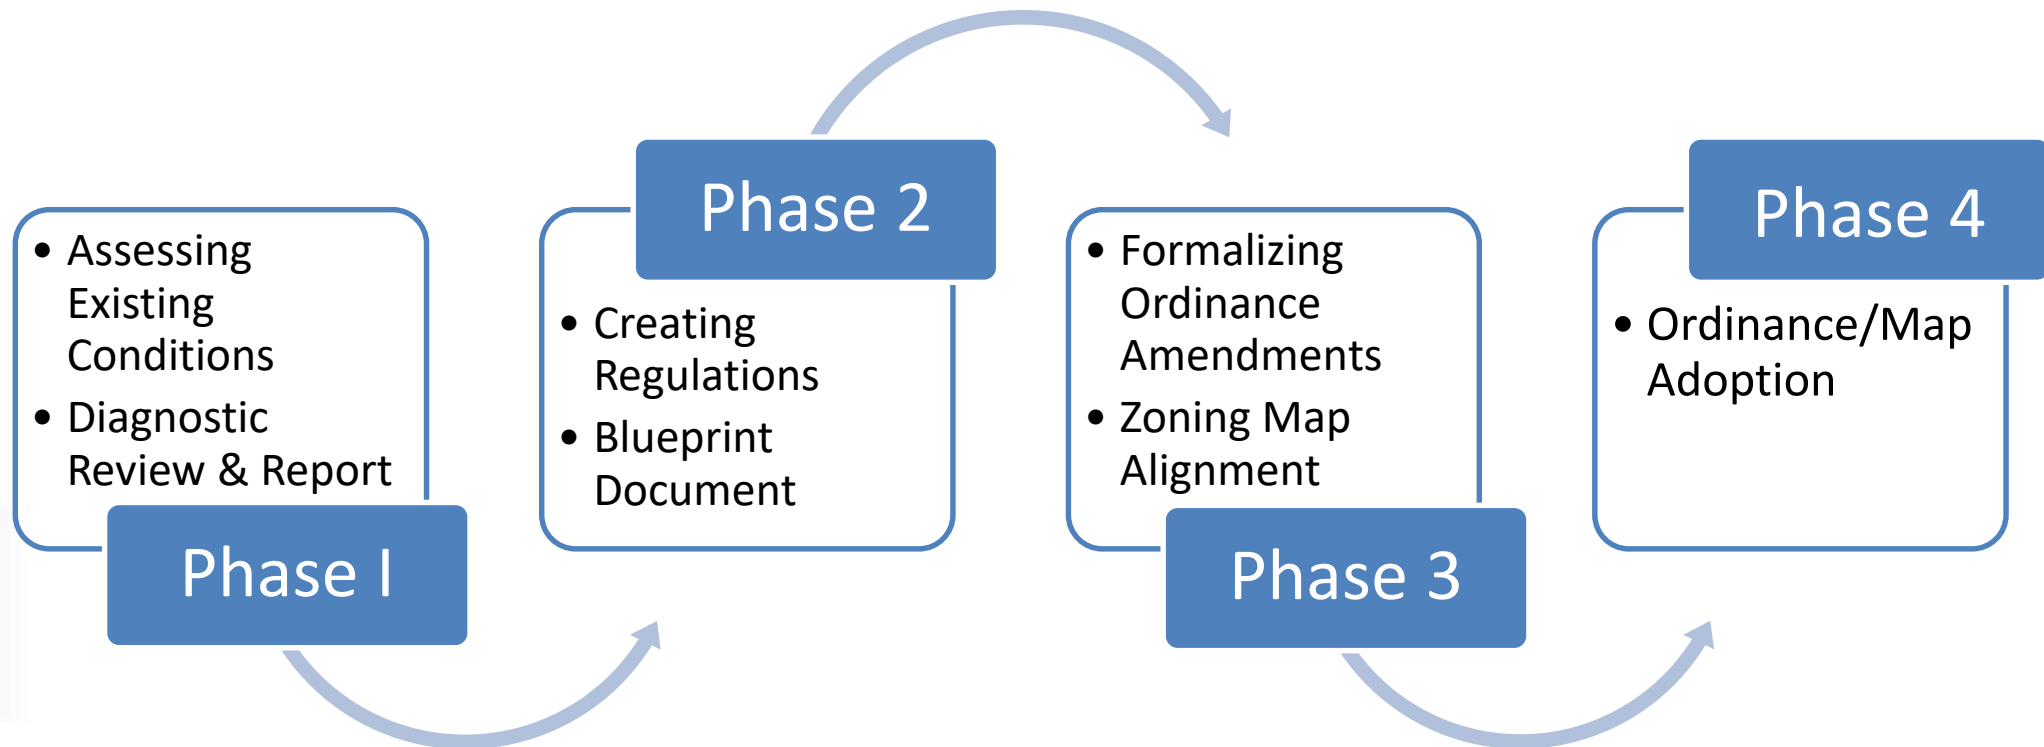 • Assessing
Existing
Conditions
• Diagnostic
Review & Report
Phase I
Phase 2
• Creating
Regulations
• Blueprint
Document
• Formalizing
Ordinance
Amendments
• Zoning Map
Alignment
Phase 3
Phase 4
• Ordinance/Map
Adoption